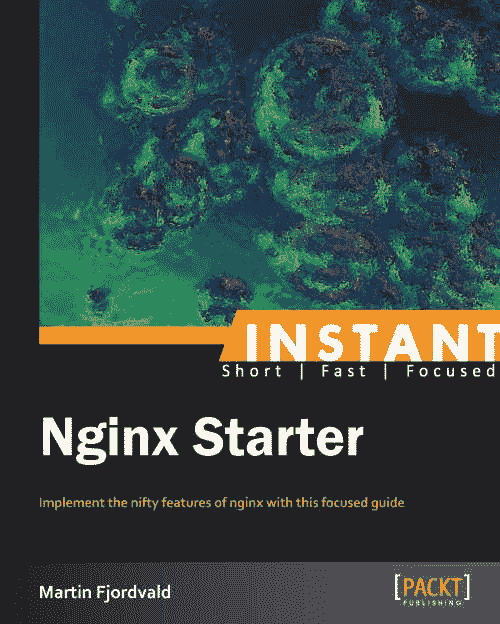 INSTANT
Short | Fast | Focused
Nginx Starter
Implement the nifty features of nginx with this focused guide
Martin Fjordvald
[PACKT]
PUBLISHING